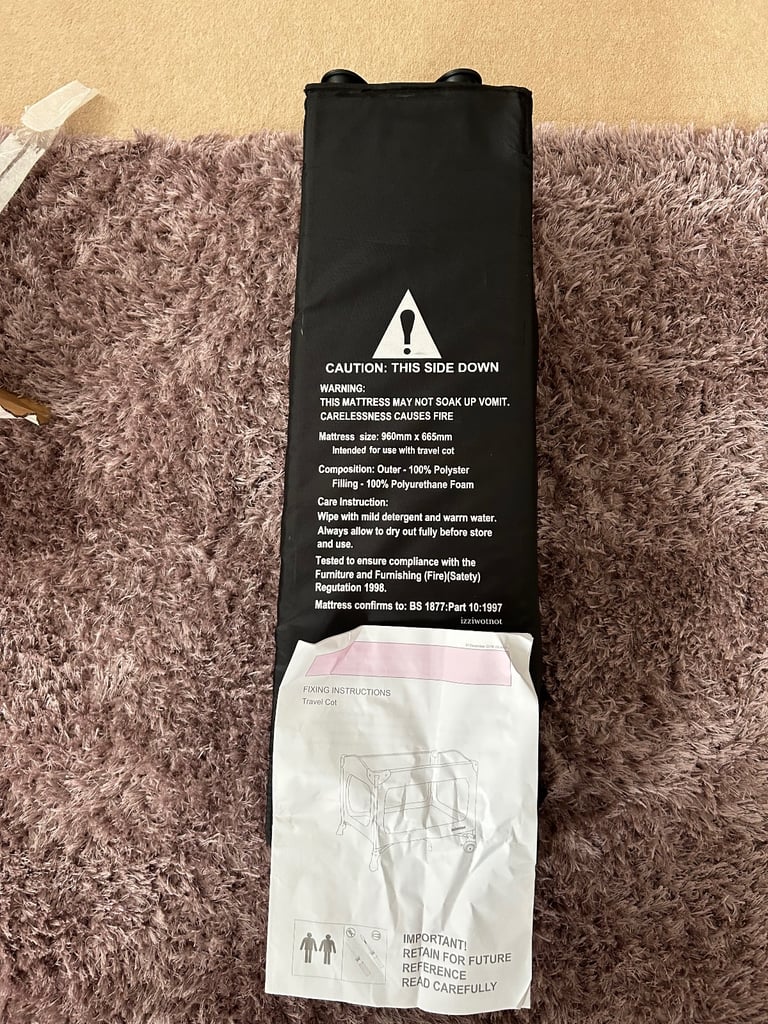 CAUTION: THIS SIDE DOWN
WARNING:
THIS MATTRESS MAY NOT SOAK UP VOMIT.
CARELESSNESS CAUSES FIRE
Mattress size: 960mm x 665mm
Intended for use with travel cot
Composition: Outer - 100% Polyster
Filling - 100% Polyurethane Foam
Care Instruction:
Wipe with mild detergent and warm water.
Always allow to dry out fully before store
and use.
Tested to ensure compliance with the
Furniture and Furnishing (Fire)(Satety)
Regutation 1998.
Mattress confirms to: BS 1877:Part 10:1997
izziwotnot
FIXING INSTRUCTIONS
Travel Cot
IMPORTANT!
RETAIN FOR FUTURE
REFERENCE
READ CAREFULLY